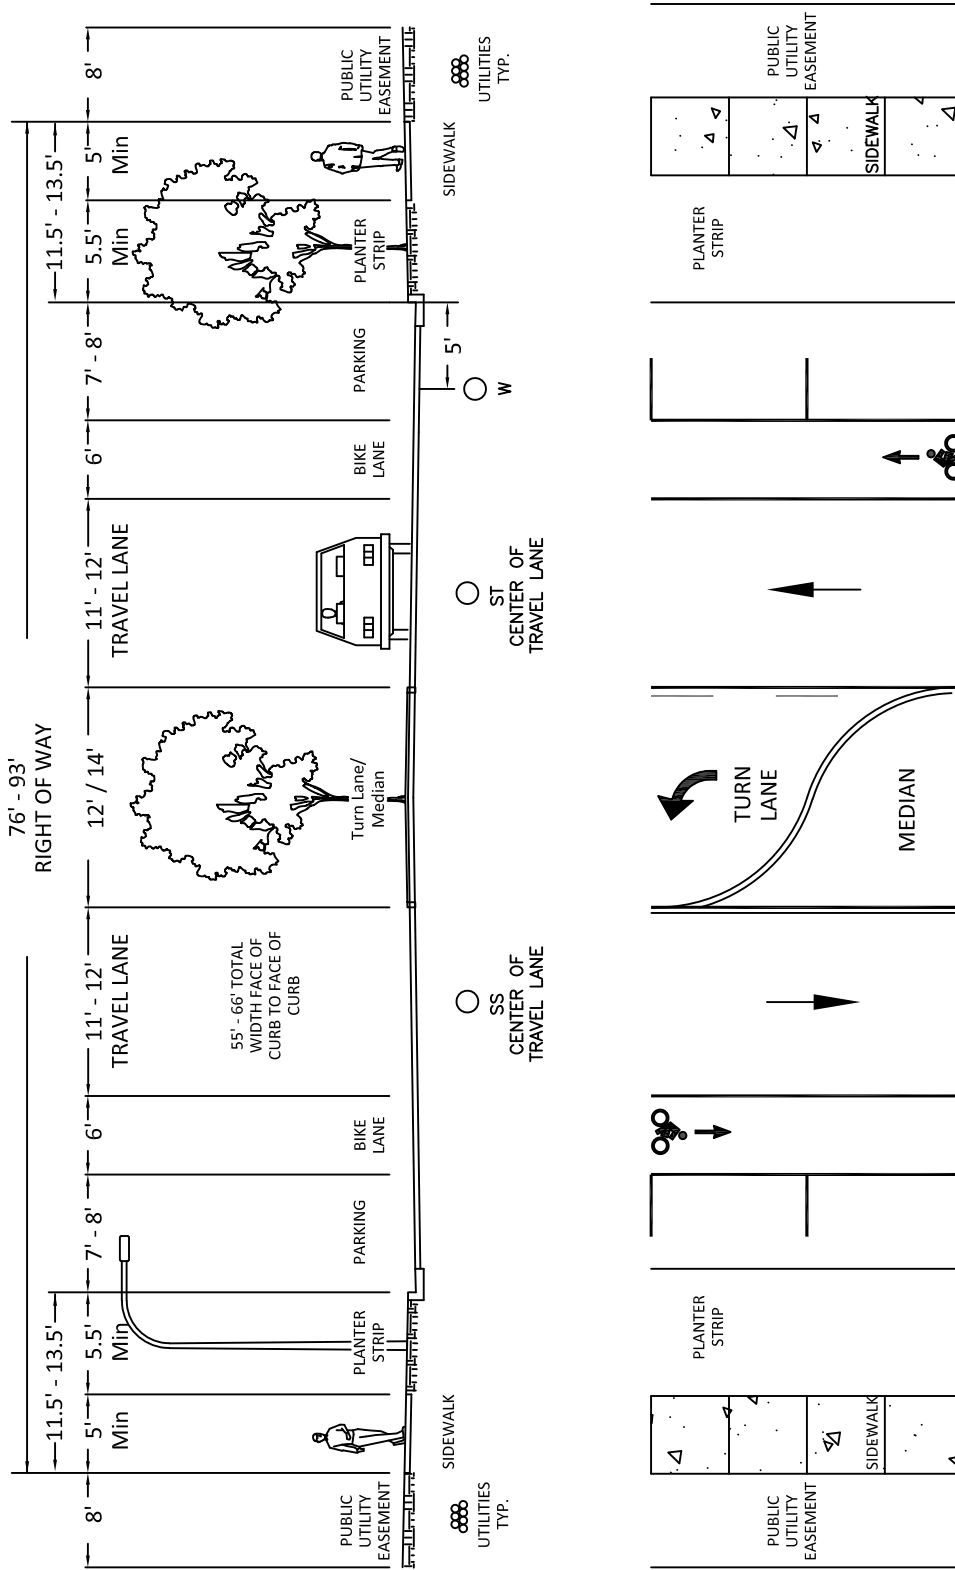 76' - 93'
RIGHT OF WAY
11.5' - 13.5'
11.5' - 13.5'
8'
5'
Min
5.5'
Min
7' - 8'
6'
11' - 12'
TRAVEL LANE
12' / 14'
11' - 12'
TRAVEL LANE
6'
7' - 8'
5.5'
Min
5'
Min
8'
55' - 66' TOTAL
WIDTH FACE OF
CURB TO FACE OF
CURB
PUBLIC
UTILITY
EASEMENT
PLANTER
STRIP
PARKING
BIKE
LANE
Turn Lane/
Median
BIKE
LANE
PARKING
PLANTER
STRIP
PUBLIC
UTILITY
EASEMENT
SIDEWALK
SIDEWALK
5'
UTILITIES
TYP.
SS
CENTER OF
TRAVEL LANE
ST
CENTER OF
TRAVEL LANE
W
UTILITIES
TYP.
PUBLIC
UTILITY
EASEMENT
SIDEWALK
PLANTER
STRIP
TURN
LANE
MEDIAN
PLANTER
STRIP
SIDEWALK
PUBLIC
UTILITY
EASEMENT